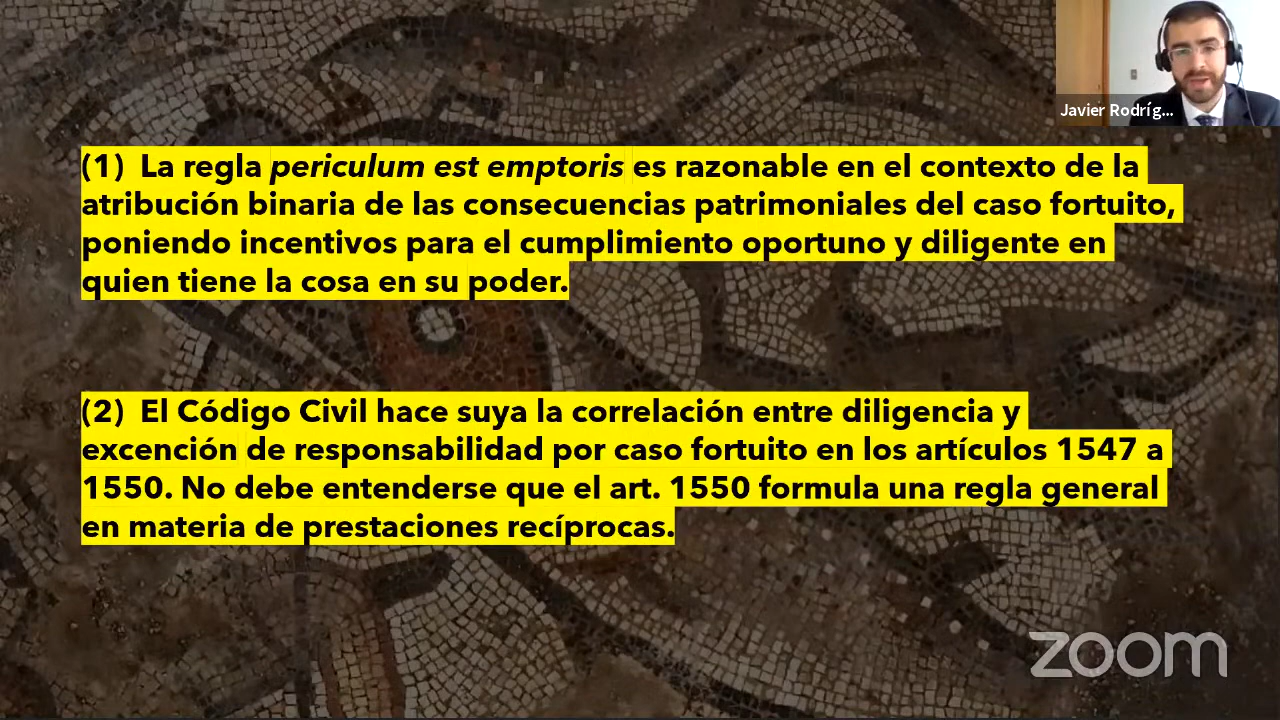 Javier Rodríg...
(1) La regla periculum est emptoris es razonable en el contexto de la
atribución binaria de las consecuencias patrimoniales del caso fortuito,
poniendo incentivos para el cumplimiento oportuno y diligente en
quien tiene la cosa en su poder.
(2) El Código Civil hace suya la correlación entre diligencia y
excención de responsabilidad por caso fortuito en los artículos 1547 a
1550. No debe entenderse que el art. 1550 formula una regla general
en materia de prestaciones recíprocas.
zoom